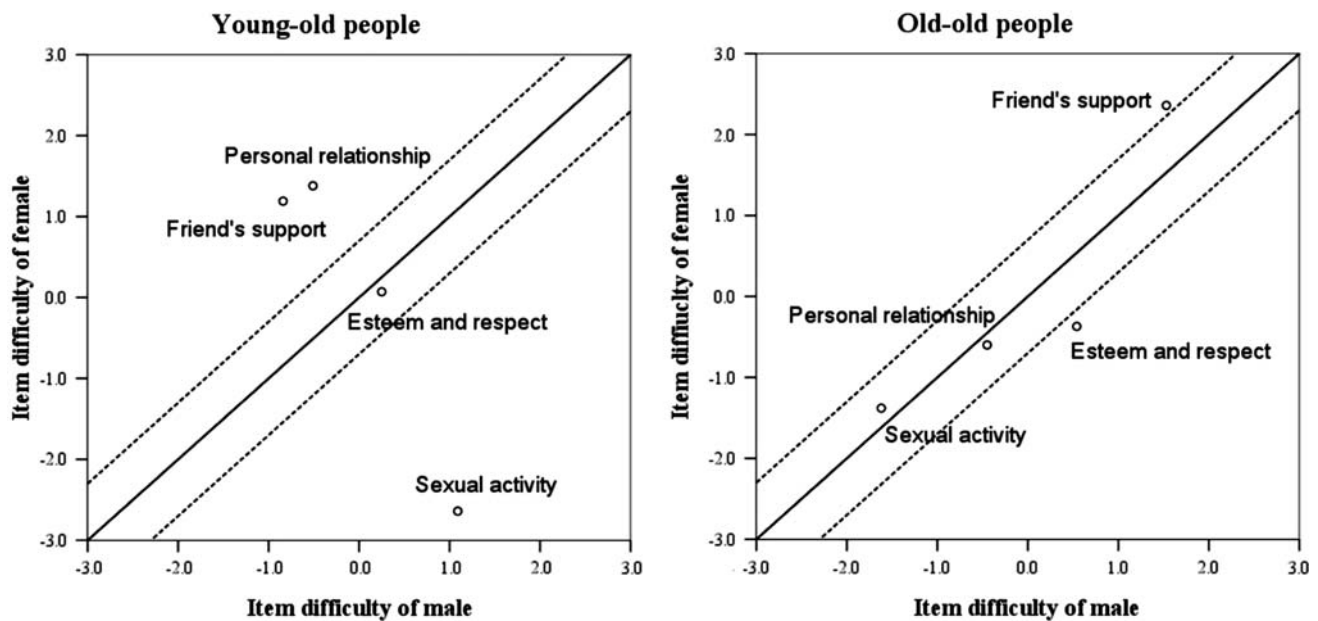 Young-old people
3.0
2.0
1.0
0.0
-1.0
-2.0
-3.0
Item difficulty of female
Personal relationship
Friend's support
Esteem and respect
Sexual activity
-3.0 -2.0 -1.0 0.0 1.0 2.0 3.0
Item difficulty of male
Old-old people
3.0
2.0
1.0
0.0
-1.0
-2.0
-3.0
Item diffiuclty of female
Friend's support
Personal relationship
Esteem and respect
Sexual activity
-3.0 -2.0 -1.0 0.0 1.0 2.0 3.0
Item difficulty of male